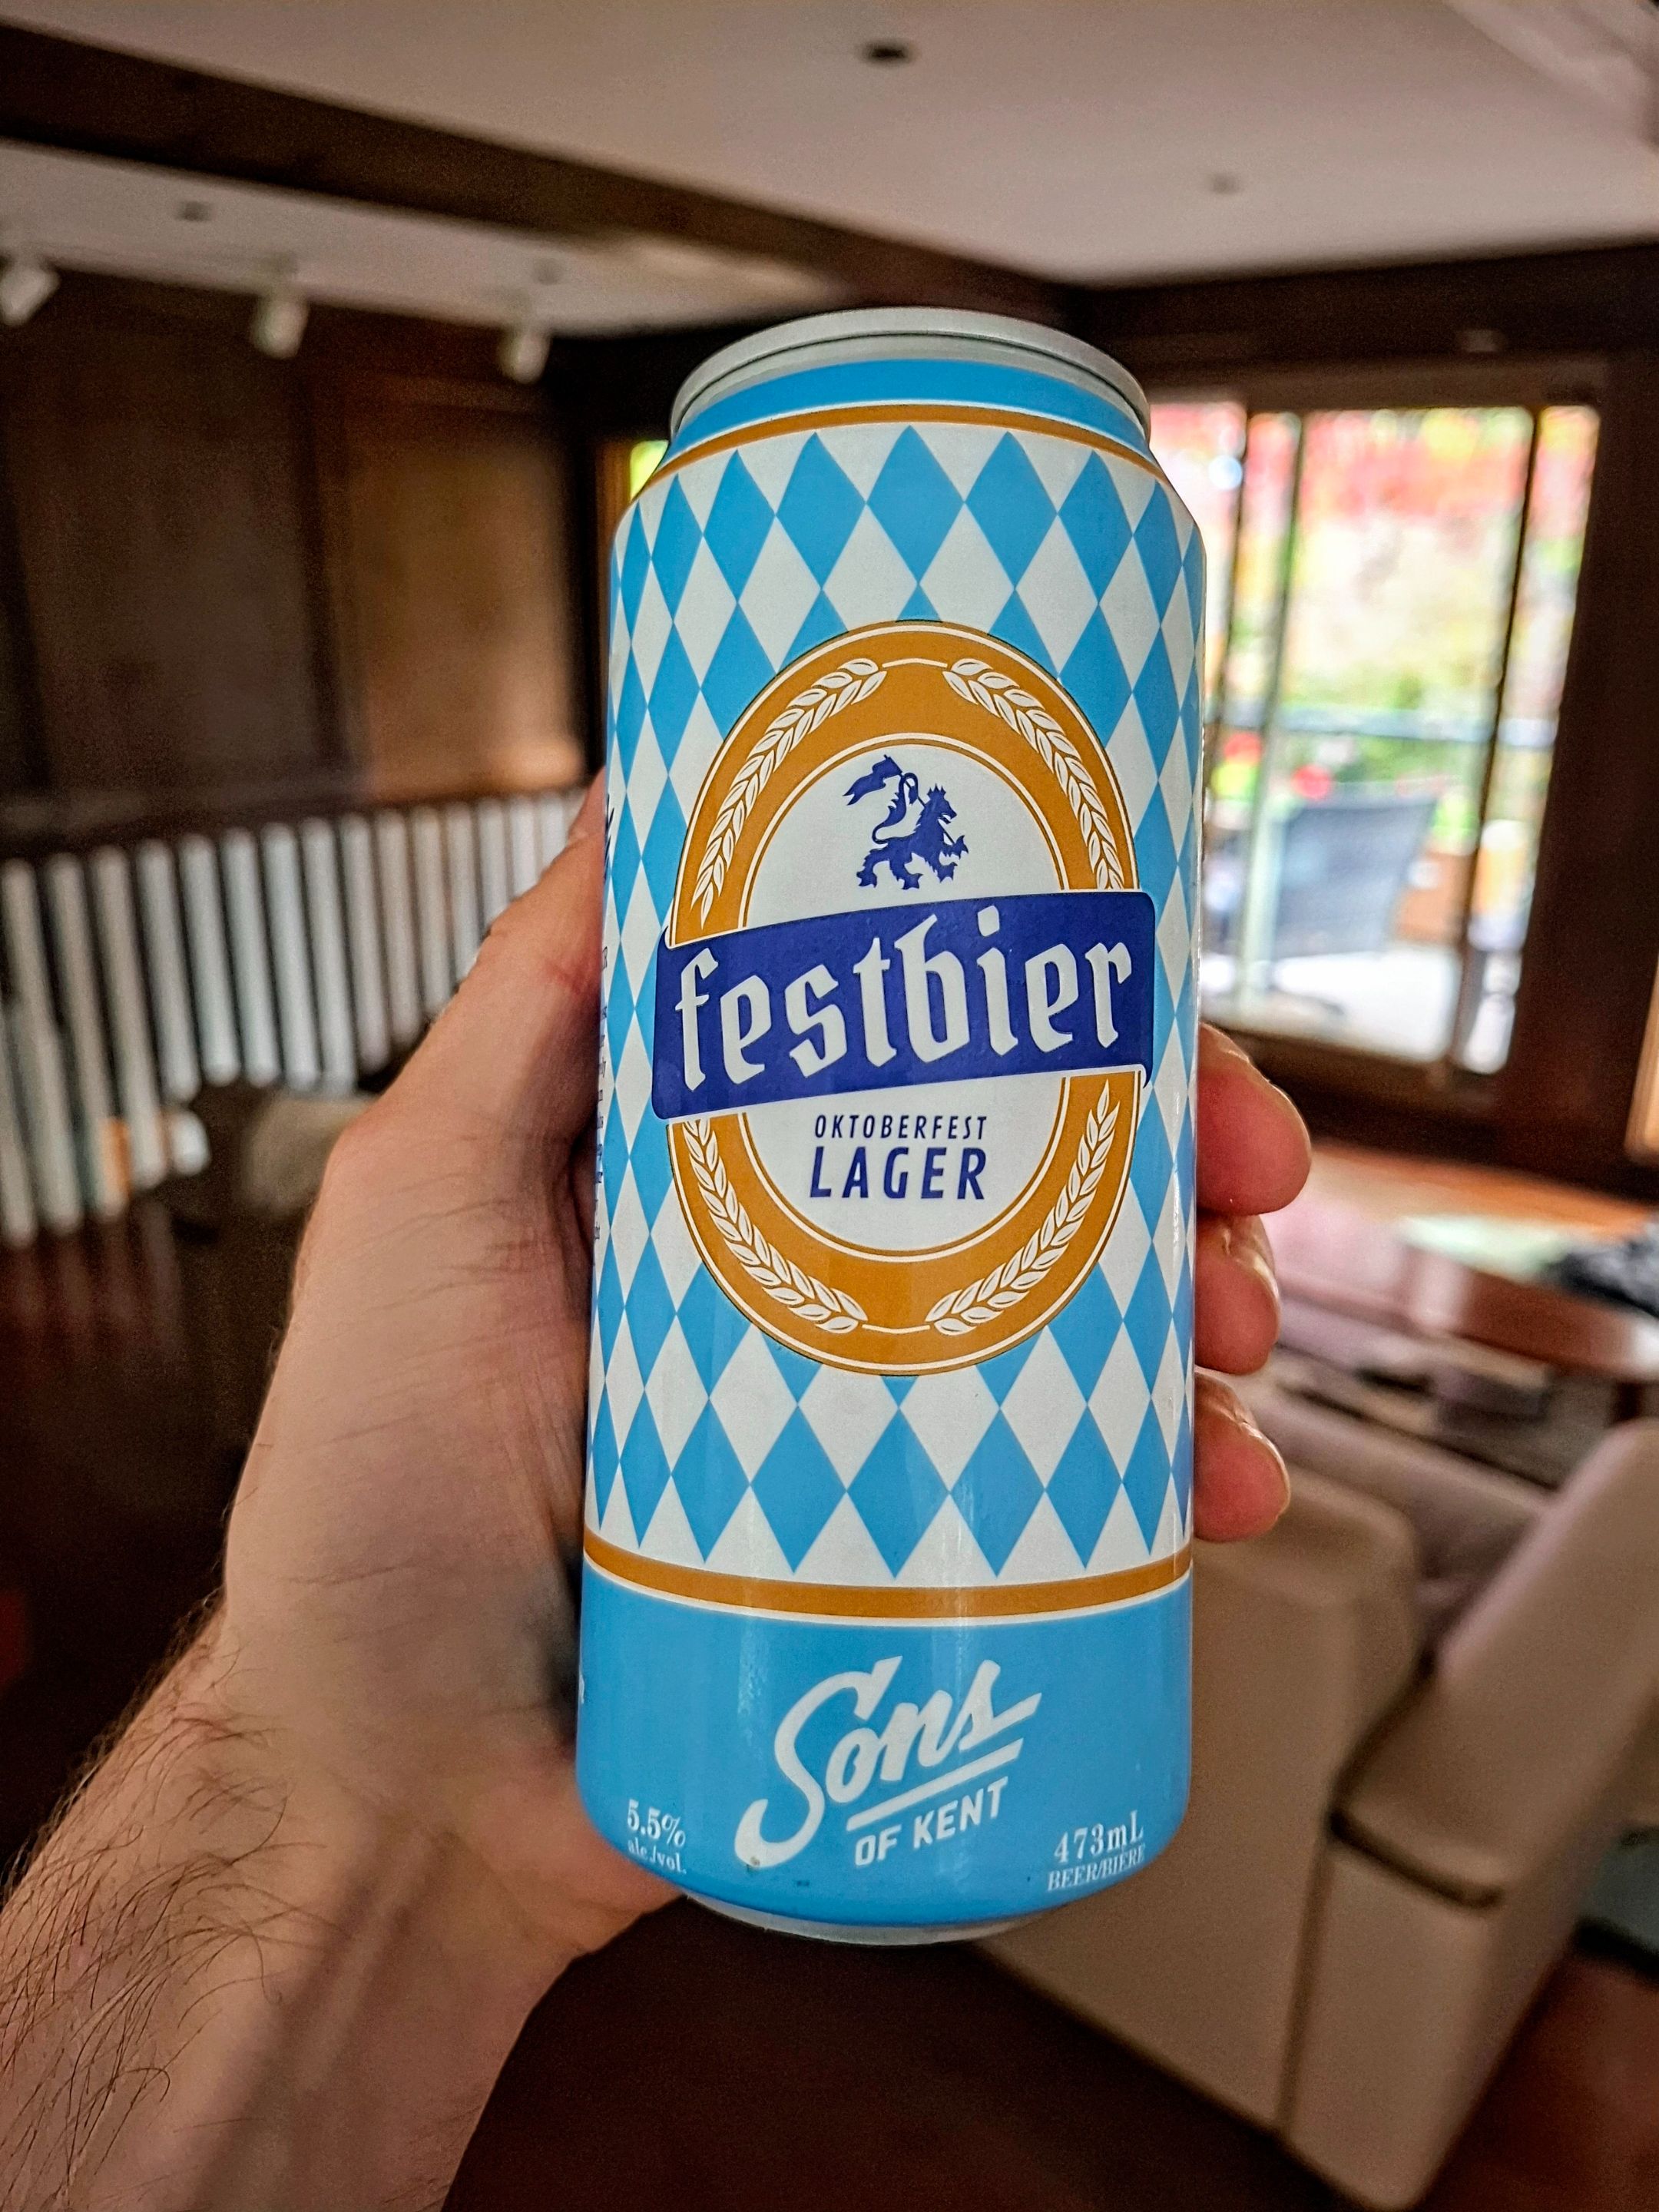 festbier
OKTOBERFEST
LAGER
Sons
OF KENT
5.5%
alc./vol.
473mL
BEER/BIÈRE